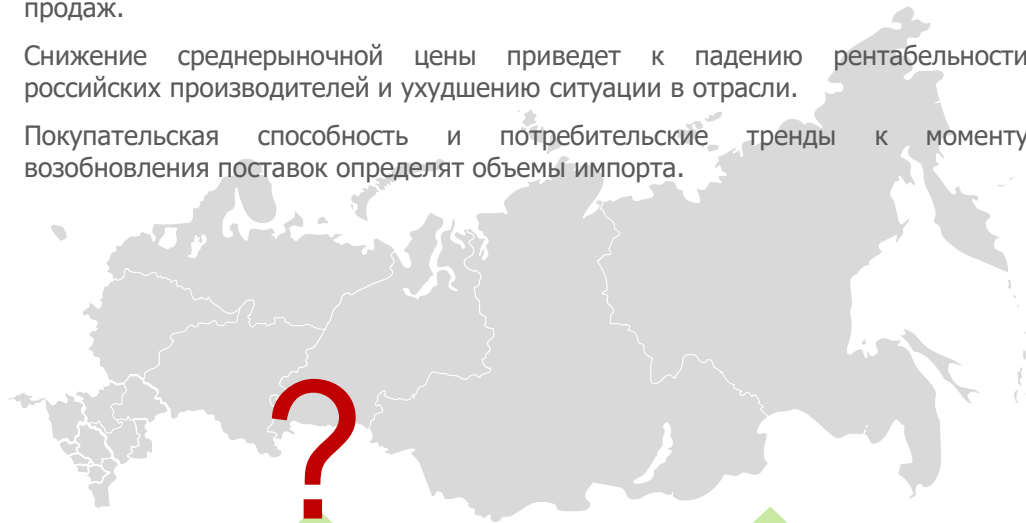 продаж.
Снижение среднерыночной цены приведет к падению рентабельности
российских производителей и ухудшению ситуации в отрасли.
Покупательская способность и потребительские тренды к моменту
возобновления поставок определят объемы импорта.
?